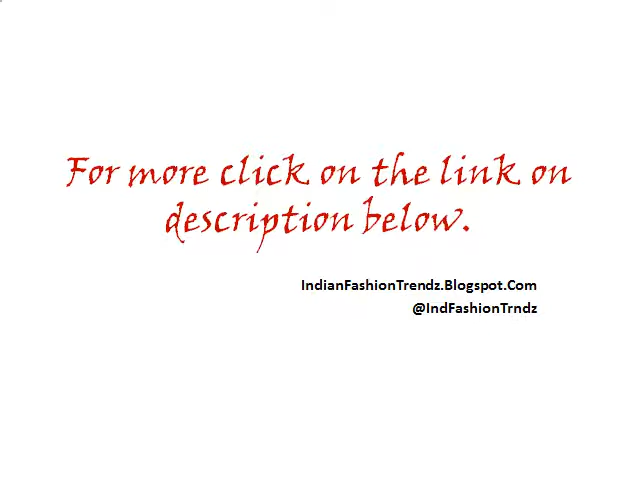 For more click on the link on
description below.
IndianFashionTrendz.Blogspot.Com
@IndFashionTrndz